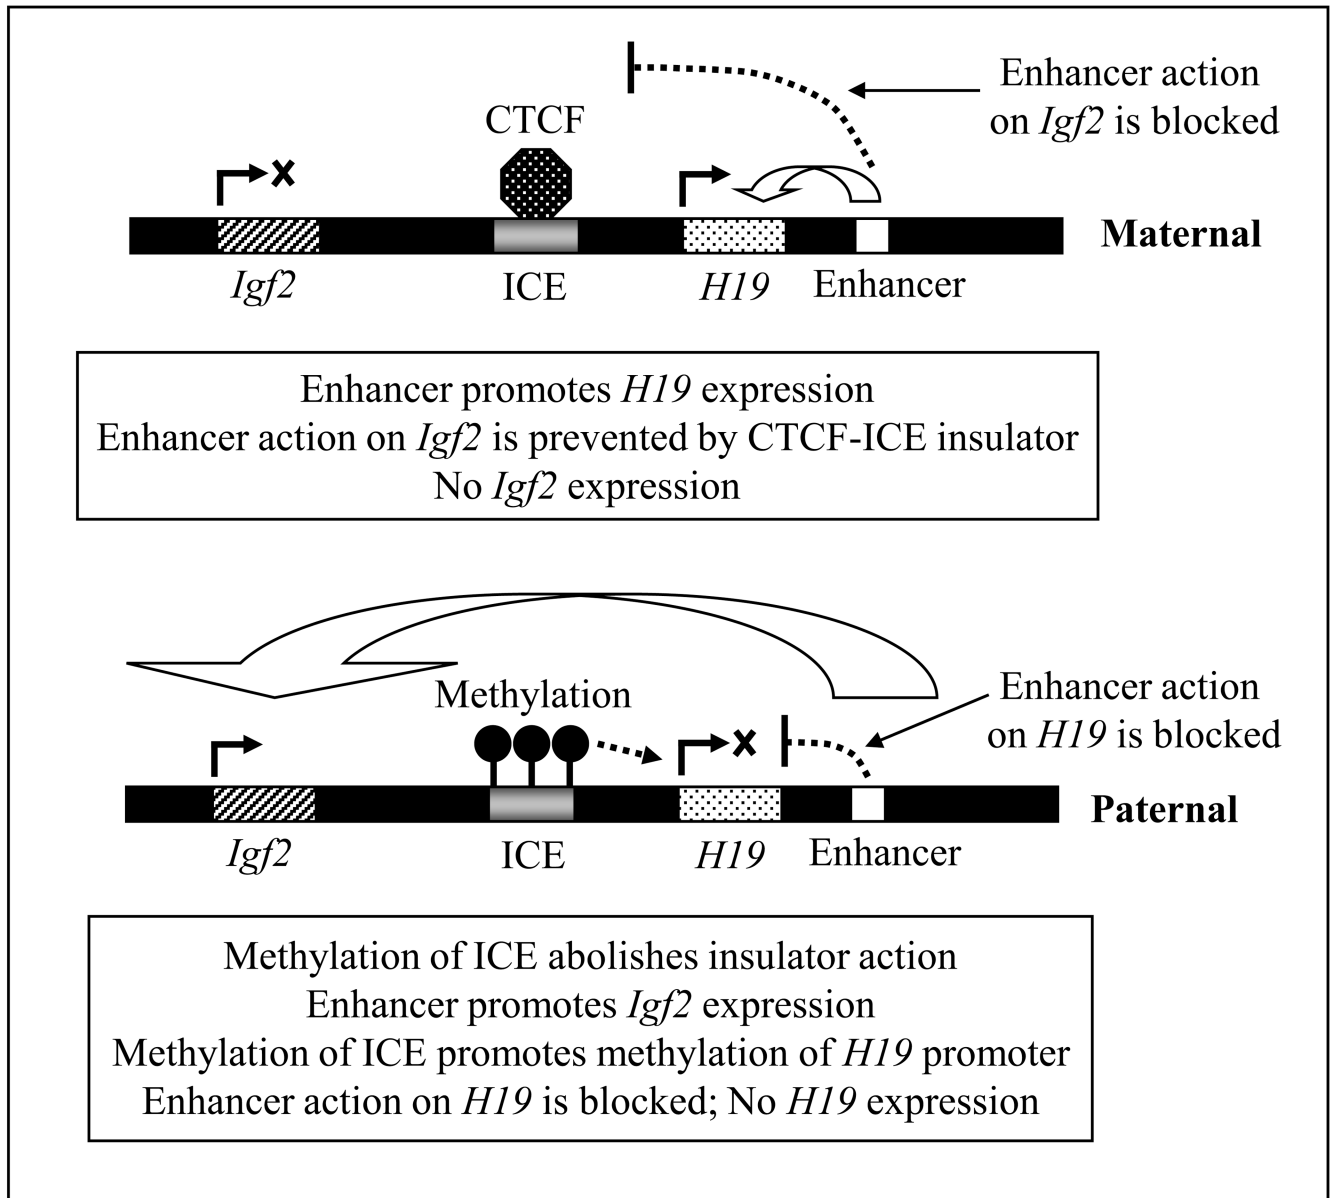 Enhancer action
on Igf2 is blocked
CTCF
Maternal
Igf2
ICE
H19
Enhancer
Enhancer promotes H19 expression
Enhancer action on Igf2 is prevented by CTCF-ICE insulator
No Igf2 expression
Methylation
Enhancer action
on H19 is blocked
Paternal
Igf2
ICE
H19
Enhancer
Methylation of ICE abolishes insulator action
Enhancer promotes Igf2 expression
Methylation of ICE promotes methylation of H19 promoter
Enhancer action on H19 is blocked; No H19 expression